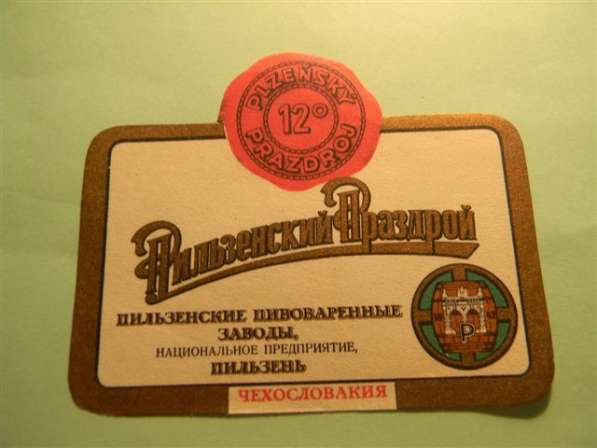 PLZEŇSKÝ
12°
PRAZDROJ
Пильзенский Праздрой
ПИЛЬЗЕНСКИЕ ПИВОВАРЕННЫЕ
ЗАВОДЫ,
НАЦИОНАЛЬНОЕ ПРЕДПРИЯТИЕ,
ПИЛЬЗЕНЬ
P
ЧЕХОСЛОВАКИЯ